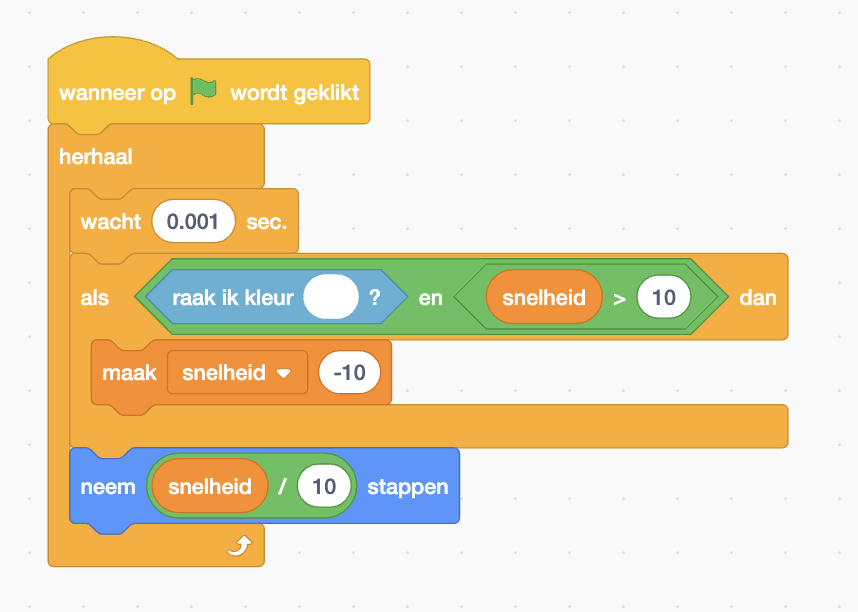 wanneer op wordt geklikt
herhaal
wacht 0.001 sec.
als raak ik kleur ? en snelheid > 10 dan
maak snelheid -10
neem snelheid / 10 stappen